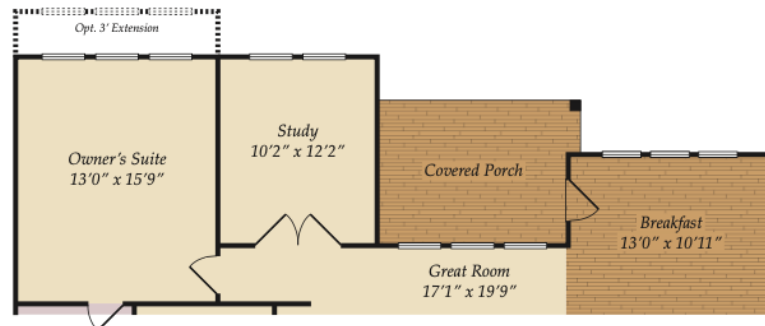 Opt. 3' Extension
Owner's Suite
13'0" x 15'9"
Study
10'2" x 12'2"
Covered Porch
Breakfast
13'0" x 10'11"
Great Room
17'1" x 19'9"